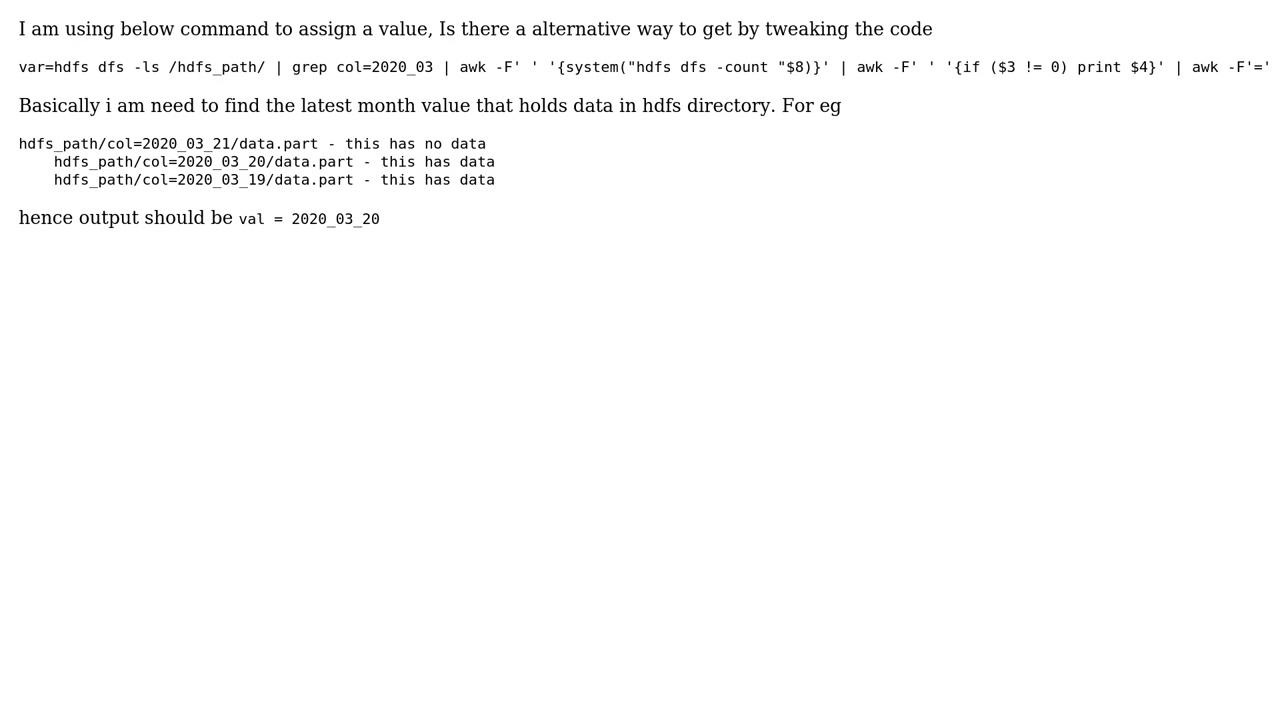 I am using below command to assign a value, Is there a alternative way to get by tweaking the code
var=hdfs dfs -ls /hdfs_path/ | grep col=2020_03 | awk -F' ' '{system("hdfs dfs -count "$8)}' | awk -F' ' '{if ($3 != 0) print $4}' | awk -F'='
Basically i am need to find the latest month value that holds data in hdfs directory. For eg
hdfs_path/col=2020_03_21/data.part - this has no data
    hdfs_path/col=2020_03_20/data.part - this has data
    hdfs_path/col=2020_03_19/data.part - this has data
hence output should be val = 2020_03_20